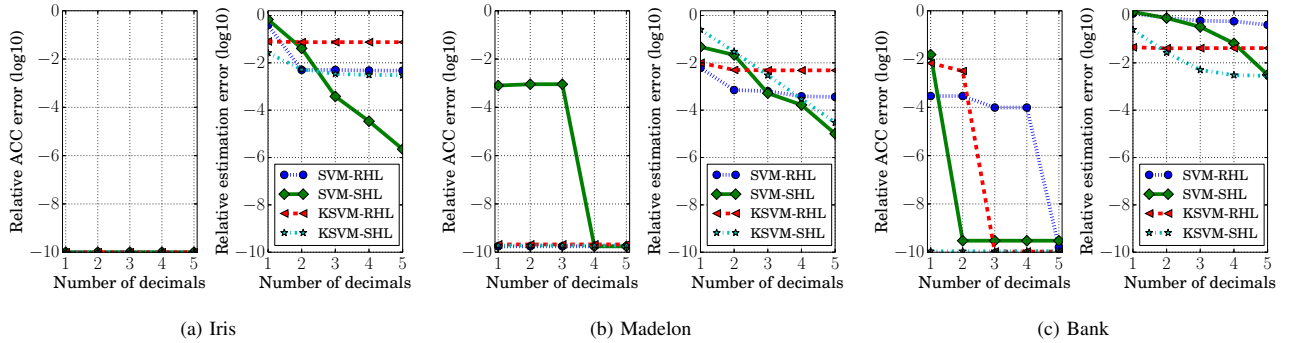 Relative ACC error (log10)
0
−2
−4
−6
−8
−10
1 2 3 4 5
Number of decimals
Relative estimation error (log10)
0
−2
−4
−6
−8
−10
SVM-RHL
SVM-SHL
KSVM-RHL
KSVM-SHL
1 2 3 4 5
Number of decimals
(a) Iris
Relative ACC error (log10)
0
−2
−4
−6
−8
−10
1 2 3 4 5
Number of decimals
Relative estimation error (log10)
0
−2
−4
−6
−8
−10
SVM-RHL
SVM-SHL
KSVM-RHL
KSVM-SHL
1 2 3 4 5
Number of decimals
(b) Madelon
Relative ACC error (log10)
0
−2
−4
−6
−8
−10
1 2 3 4 5
Number of decimals
Relative estimation error (log10)
0
−2
−4
−6
−8
−10
SVM-RHL
SVM-SHL
KSVM-RHL
KSVM-SHL
1 2 3 4 5
Number of decimals
(c) Bank